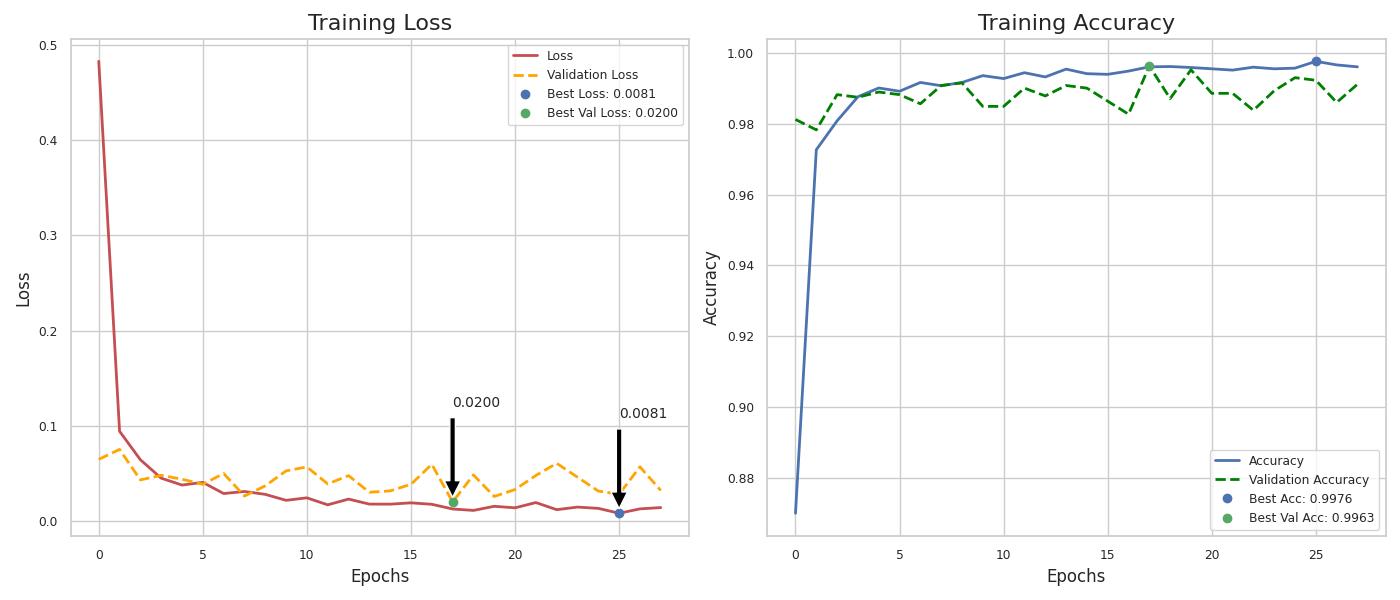 Training Loss
0.5
0.4
0.3
0.2
0.1
0.0
Loss
Loss
Validation Loss
Best Loss: 0.0081
Best Val Loss: 0.0200
0.0200
0.0081
0 5 10 15 20 25
Epochs
Training Accuracy
1.00
0.98
0.96
0.94
0.92
0.90
0.88
Accuracy
Accuracy
Validation Accuracy
Best Acc: 0.9976
Best Val Acc: 0.9963
0 5 10 15 20 25
Epochs